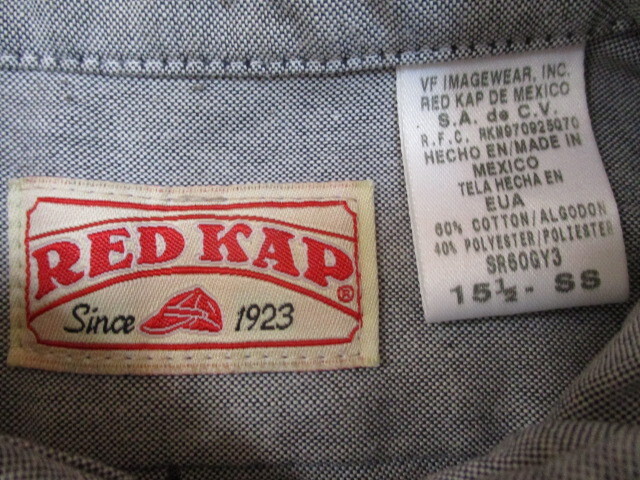 RED KAP®
Since 1923
VF IMAGEWEAR, INC.
RED KAP DE MEXICO
S.A. de C.V.
R.F.C. RKM970925Q70
HECHO EN/MADE IN
MEXICO
TELA HECHA EN
EUA
60% COTTON/ALGODON
40% POLYESTER/POLIESTER
SR60GY3
15½- SS